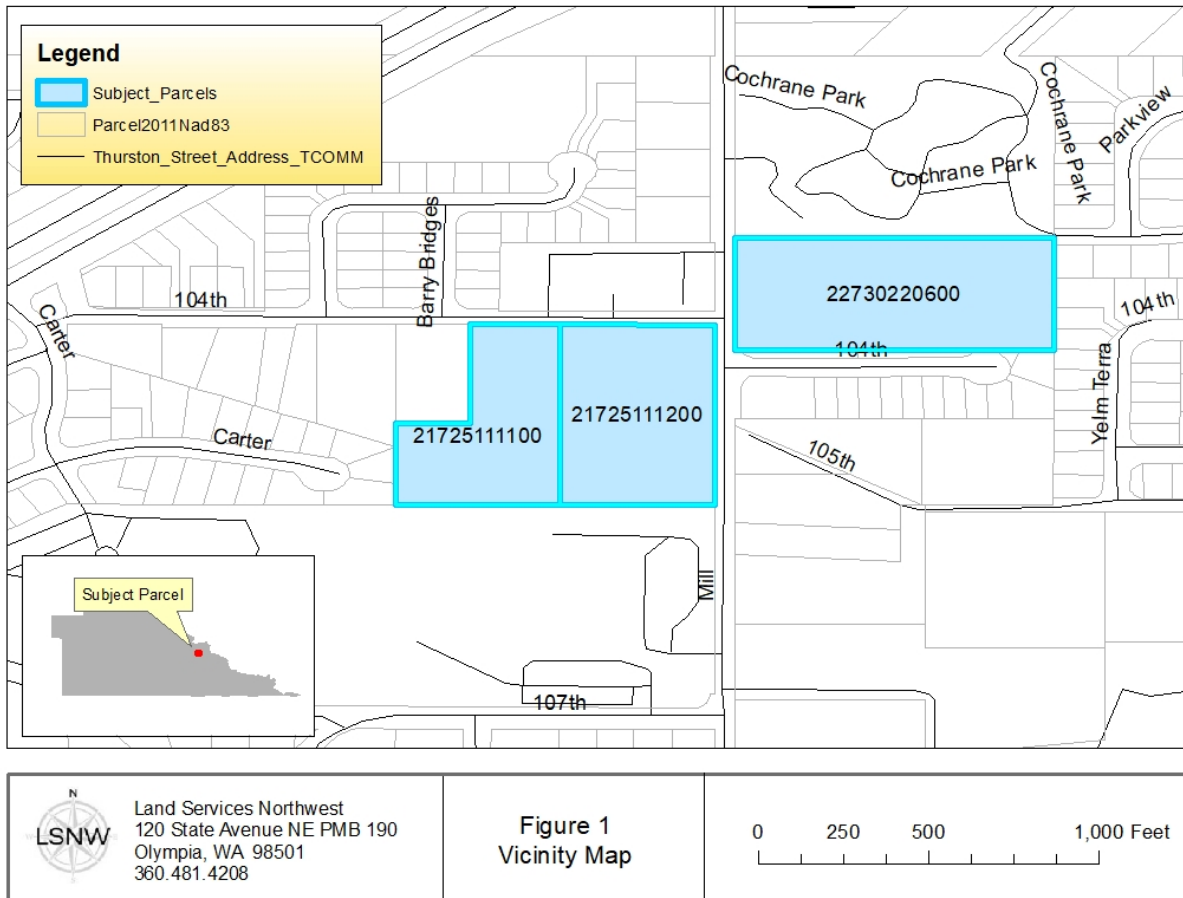 Legend
Subject_Parcels
Parcel2011Nad83
Thurston_Street_Address_TCOMM
Cochrane Park
Cochrane Park
Cochrane Park
Parkview
Barry Bridges
104th
Carter
22730220600
104th
104th
Yelm Terra
21725111200
21725111100
Carter
105th
Subject Parcel
Mill
107th
N
LSNW
Land Services Northwest
120 State Avenue NE PMB 190
Olympia, WA 98501
360.481.4208
Figure 1
Vicinity Map
0 250 500 1,000 Feet